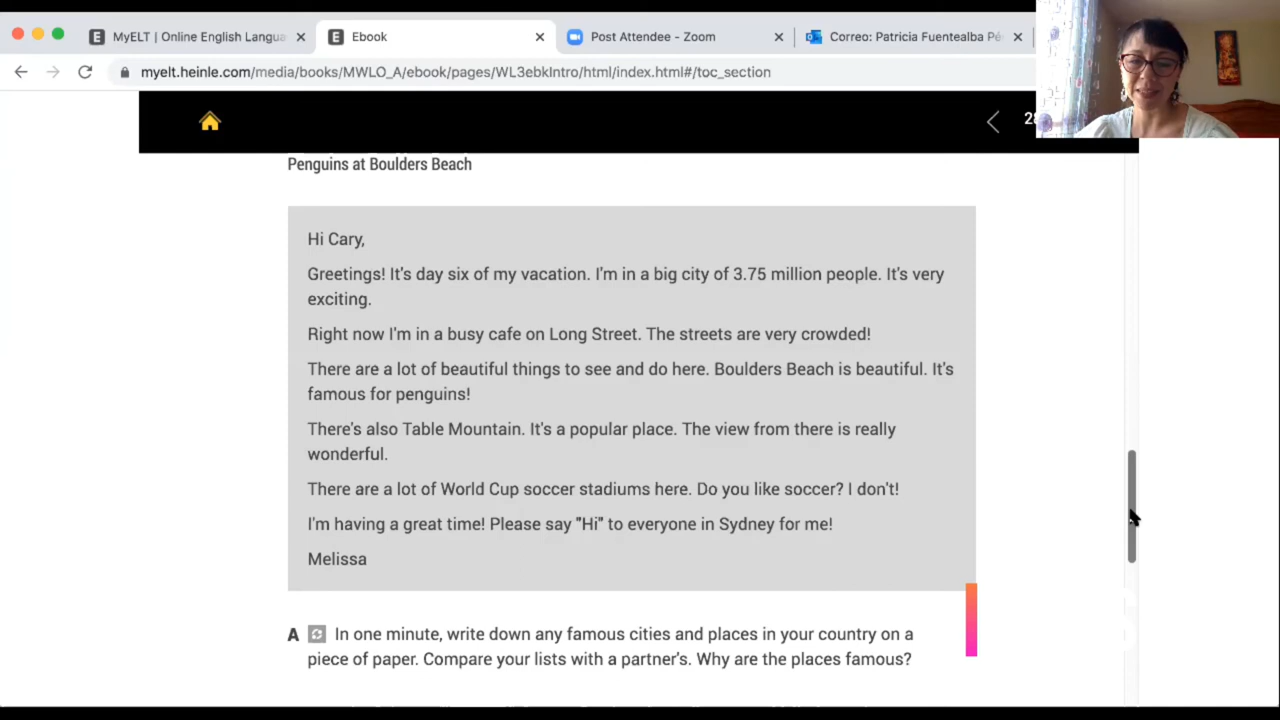 MyELT | Online English Langua
Ebook
Post Attendee - Zoom
Correo: Patricia Fuentealba Pé
myelt.heinle.com/media/books/MWLO_A/ebook/pages/WL3ebkIntro/html/index.html#/toc_section
28
Penguins at Boulders Beach
Hi Cary,
Greetings! It's day six of my vacation. I'm in a big city of 3.75 million people. It's very
exciting.
Right now I'm in a busy cafe on Long Street. The streets are very crowded!
There are a lot of beautiful things to see and do here. Boulders Beach is beautiful. It's
famous for penguins!
There's also Table Mountain. It's a popular place. The view from there is really
wonderful.
There are a lot of World Cup soccer stadiums here. Do you like soccer? I don't!
I'm having a great time! Please say "Hi" to everyone in Sydney for me!
Melissa
A In one minute, write down any famous cities and places in your country on a
piece of paper. Compare your lists with a partner's. Why are the places famous?